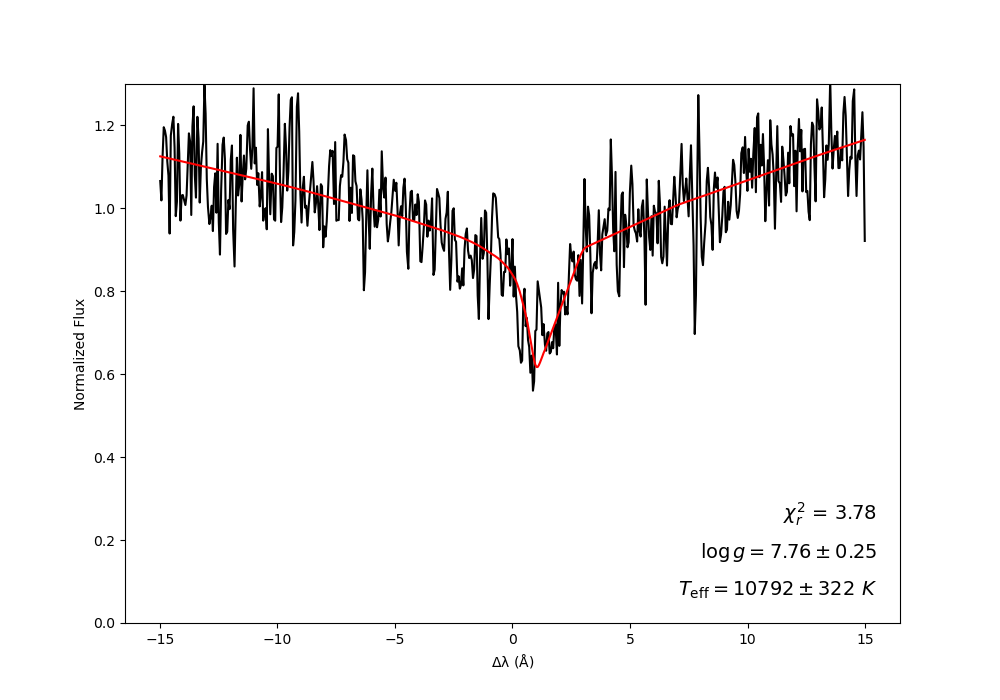 Normalized Flux
1.2
1.0
0.8
0.6
0.4
0.2
0.0
χ²ᵣ = 3.78
log g = 7.76 ± 0.25
T_eff = 10792 ± 322 K
−15 −10 −5 0 5 10 15
Δλ (Å)